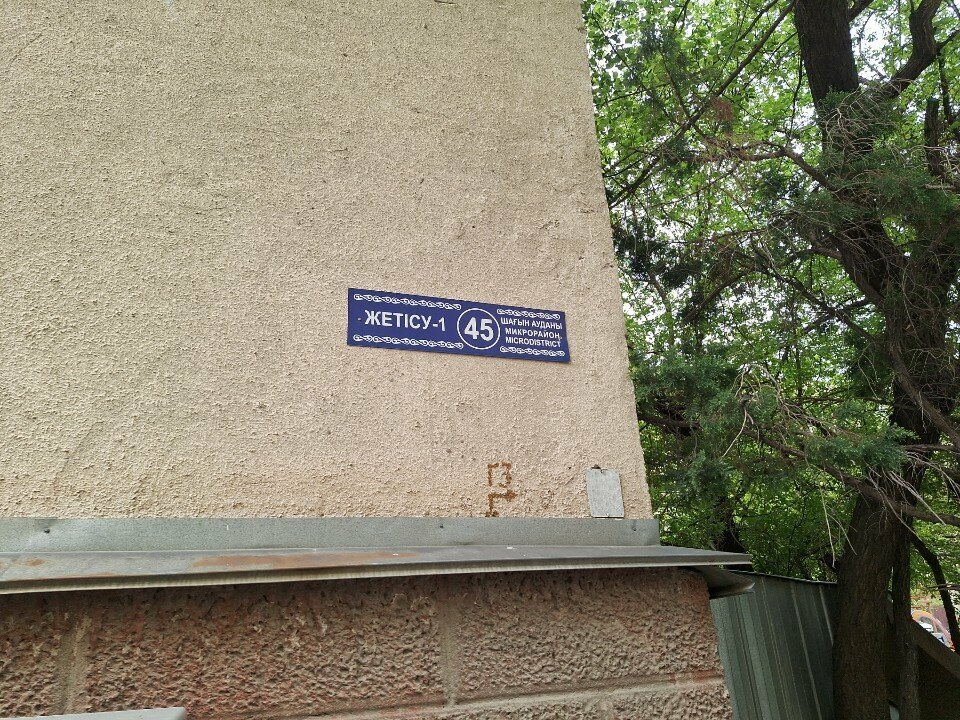 ЖЕТІСУ-1
45
ШАҒЫН АУДАНЫ
МИКРОРАЙОН
MICRODISTRICT